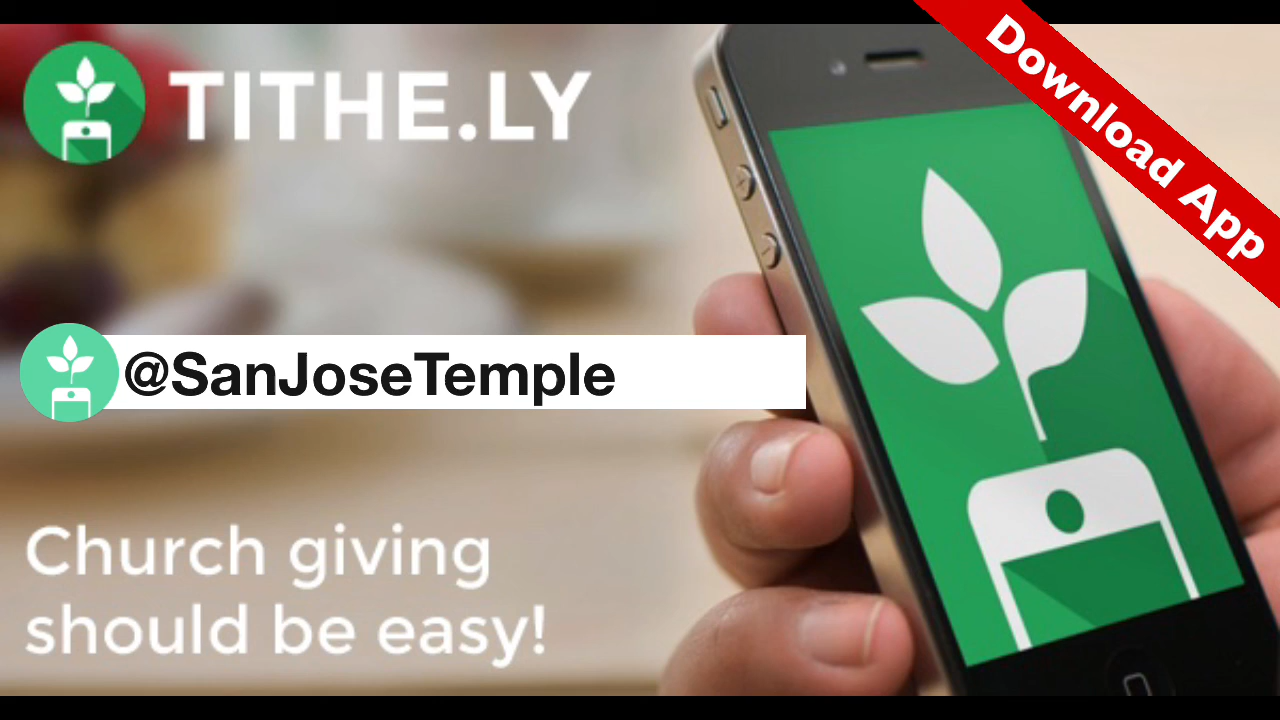 TITHE.LY
Download App
@SanJoseTemple
Church giving
should be easy!